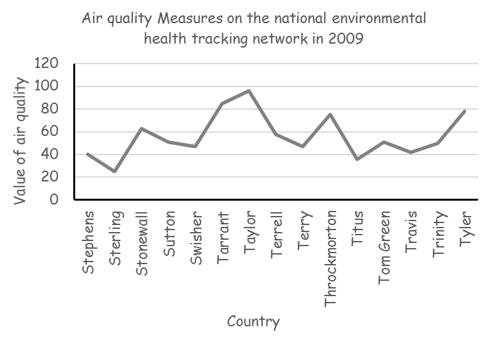 Air quality Measures on the national environmental
health tracking network in 2009
Value of air quality
120
100
80
60
40
20
0
Stephens
Sterling
Stonewall
Sutton
Swisher
Tarrant
Taylor
Terrell
Terry
Throckmorton
Titus
Tom Green
Travis
Trinity
Tyler
Country